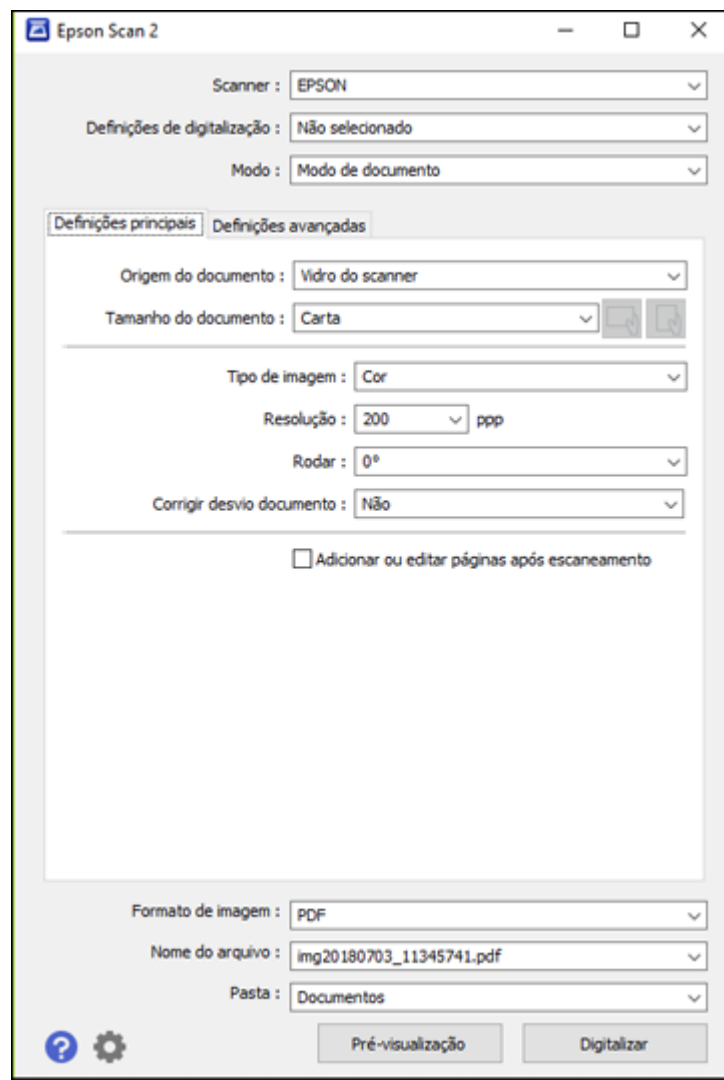 Epson Scan 2
Scanner : EPSON
Definições de digitalização : Não selecionado
Modo : Modo de documento
Definições principais Definições avançadas
Origem do documento : Vidro do scanner
Tamanho do documento : Carta
Tipo de imagem : Cor
Resolução : 200 ppp
Rodar : 0°
Corrigir desvio documento : Não
Adicionar ou editar páginas após escaneamento
Formato de imagem : PDF
Nome do arquivo : img20180703_11345741.pdf
Pasta : Documentos
? Pré-visualização Digitalizar